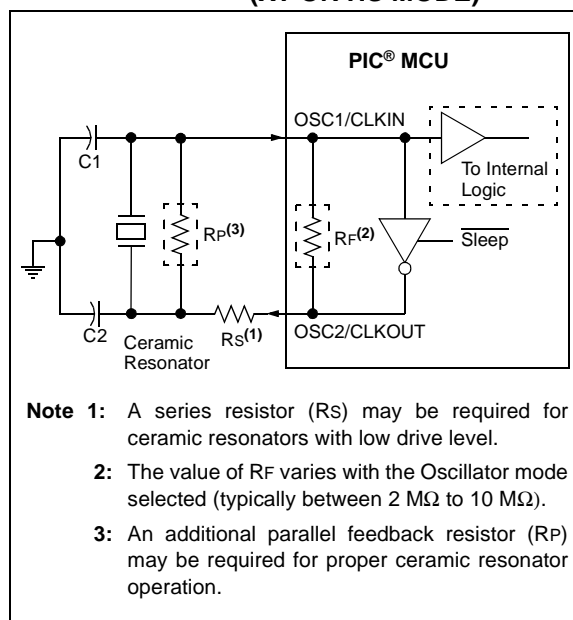 PIC® MCU
OSC1/CLKIN
C1
To Internal
Logic
RP(3)
RF(2)
Sleep
C2
Ceramic
Resonator
RS(1)
OSC2/CLKOUT
Note 1: A series resistor (RS) may be required for
ceramic resonators with low drive level.
2: The value of RF varies with the Oscillator mode
selected (typically between 2 MΩ to 10 MΩ).
3: An additional parallel feedback resistor (RP)
may be required for proper ceramic resonator
operation.